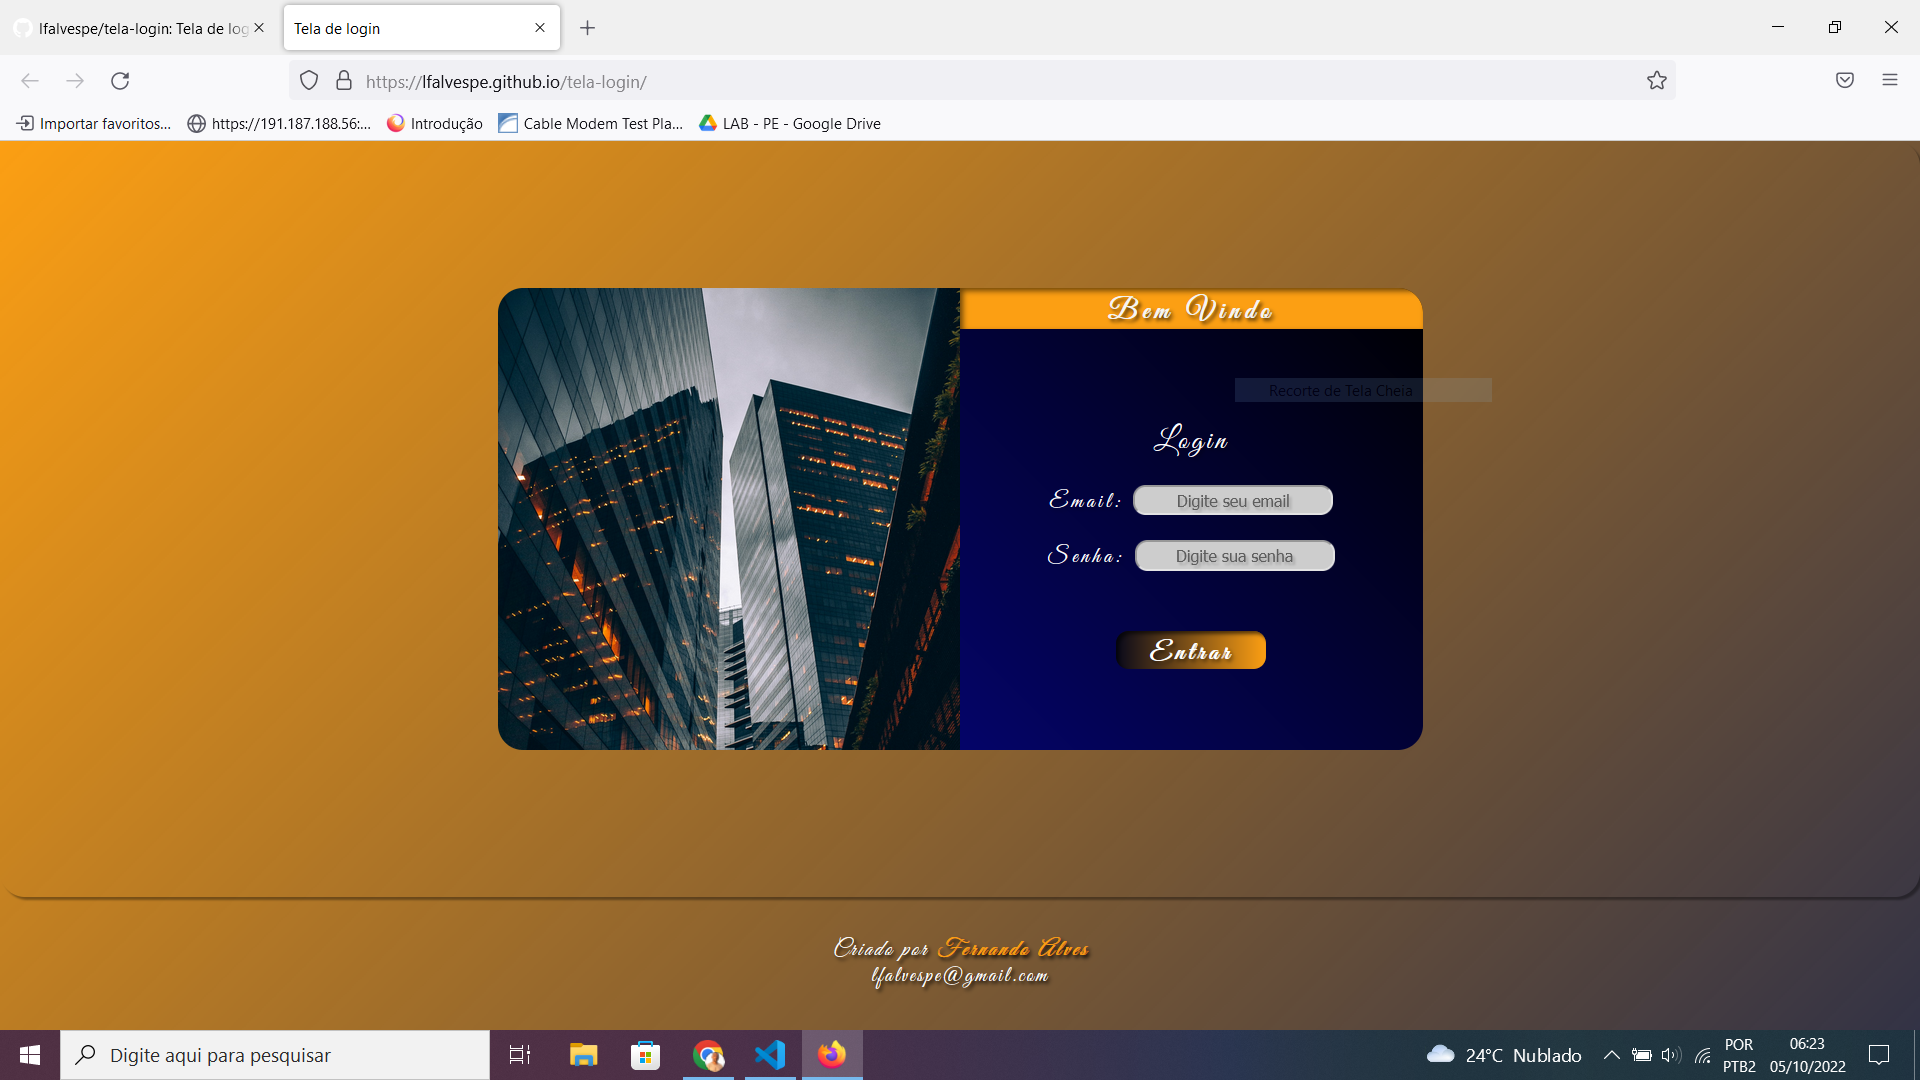 lfalvespe/tela-login: Tela de log
Tela de login
https://lfalvespe.github.io/tela-login/
Importar favoritos...
https://191.187.188.56:...
Introdução
Cable Modem Test Pla...
LAB - PE - Google Drive
Bem Vindo
Recorte de Tela Cheia
Login
Email: Digite seu email
Senha: Digite sua senha
Entrar
Criado por Fernando Alves
lfalvespe@gmail.com
Digite aqui para pesquisar
24°C Nublado
POR
PTB2
06:23
05/10/2022